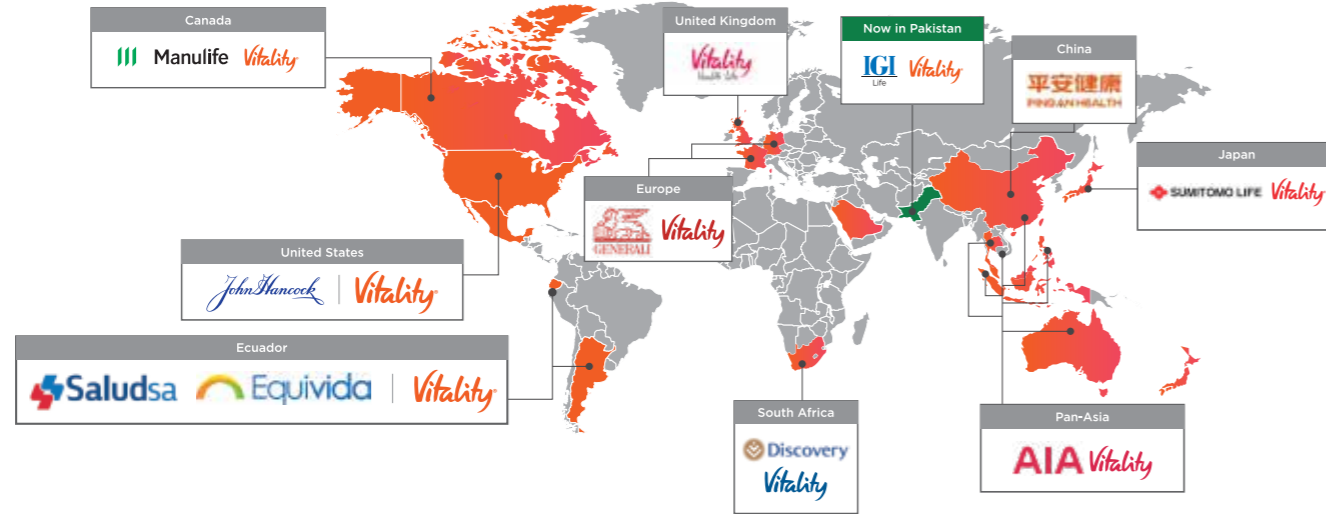 Canada
Manulife Vitality
United Kingdom
Vitality
Health Life
Now in Pakistan
IGI
Life
Vitality
China
平安健康
PING AN HEALTH
Japan
SUMITOMO LIFE Vitality
Europe
GENERALI
Vitality
United States
John Hancock Vitality
Ecuador
Saludsa Equivida Vitality
South Africa
Discovery
Vitality
Pan-Asia
AIA Vitality